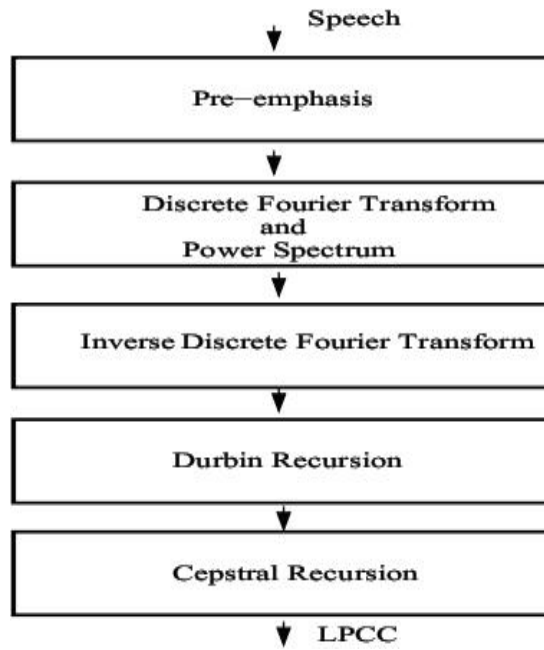 Speech
Pre-emphasis
Discrete Fourier Transform
and
Power Spectrum
Inverse Discrete Fourier Transform
Durbin Recursion
Cepstral Recursion
LPCC